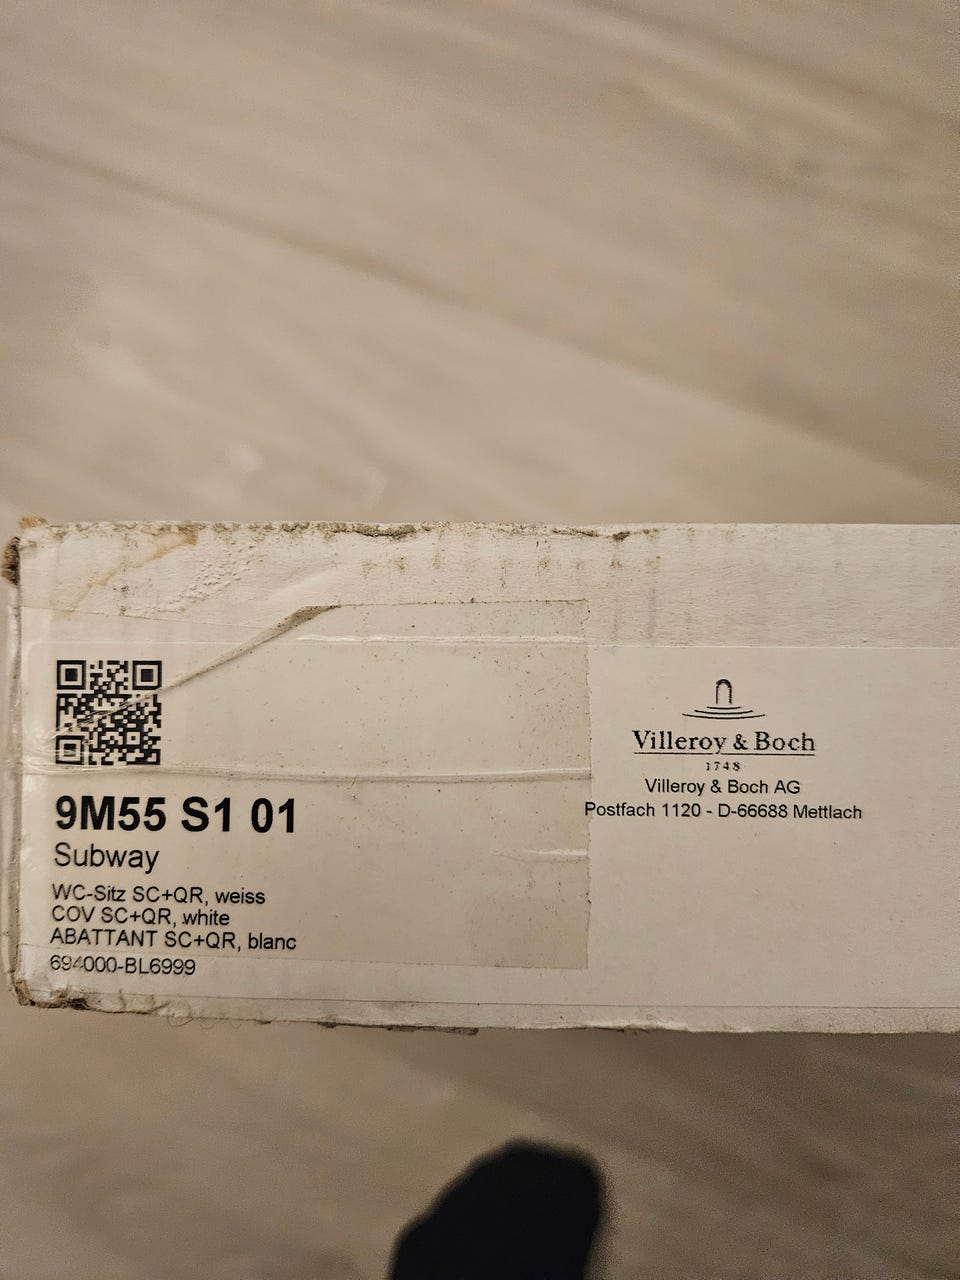 9M55 S1 01
Subway
WC-Sitz SC+QR, weiss
COV SC+QR, white
ABATTANT SC+QR, blanc
694000-BL6999
Villeroy & Boch
1748
Villeroy & Boch AG
Postfach 1120 - D-66688 Mettlach